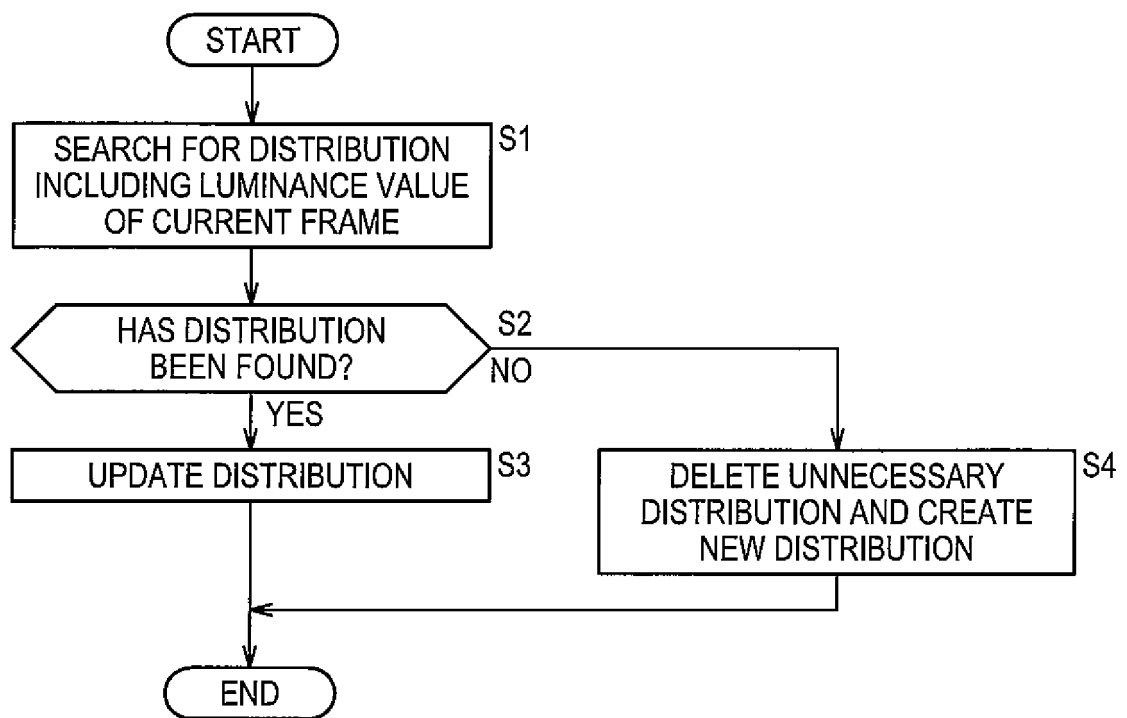 START
SEARCH FOR DISTRIBUTION
INCLUDING LUMINANCE VALUE
OF CURRENT FRAME
S1
HAS DISTRIBUTION
BEEN FOUND?
S2
NO
YES
UPDATE DISTRIBUTION
S3
DELETE UNNECESSARY
DISTRIBUTION AND CREATE
NEW DISTRIBUTION
S4
END